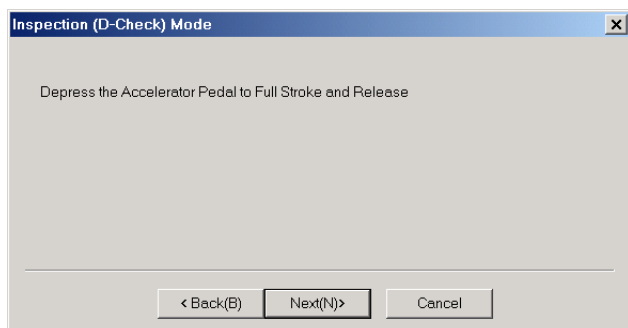 Inspection (D-Check) Mode
Depress the Accelerator Pedal to Full Stroke and Release
< Back(B) Next(N)> Cancel